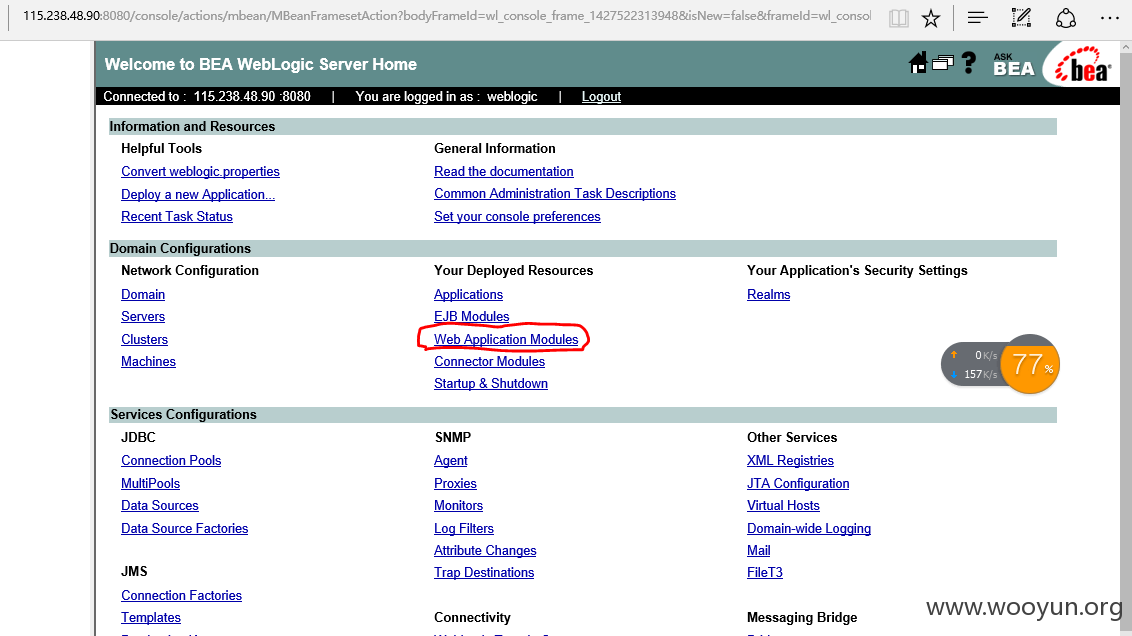 115.238.48.90:8080/console/actions/mbean/MBeanFramesetAction?bodyFrameId=wl_console_frame_1427522313948&isNew=false&frameId=wl_consol
Welcome to BEA WebLogic Server Home
ASK BEA
bea
Connected to : 115.238.48.90 :8080 | You are logged in as : weblogic | Logout
Information and Resources
Helpful Tools
General Information
Convert weblogic.properties
Read the documentation
Deploy a new Application...
Common Administration Task Descriptions
Recent Task Status
Set your console preferences
Domain Configurations
Network Configuration
Your Deployed Resources
Your Application's Security Settings
Domain
Applications
Realms
Servers
EJB Modules
Clusters
Web Application Modules
Machines
Connector Modules
Startup & Shutdown
0K/s
157K/s
77%
Services Configurations
JDBC
SNMP
Other Services
Connection Pools
Agent
XML Registries
MultiPools
Proxies
JTA Configuration
Data Sources
Monitors
Virtual Hosts
Data Source Factories
Log Filters
Domain-wide Logging
Attribute Changes
Mail
JMS
Trap Destinations
FileT3
Connection Factories
Templates
Connectivity
Messaging Bridge
www.wooyun.org